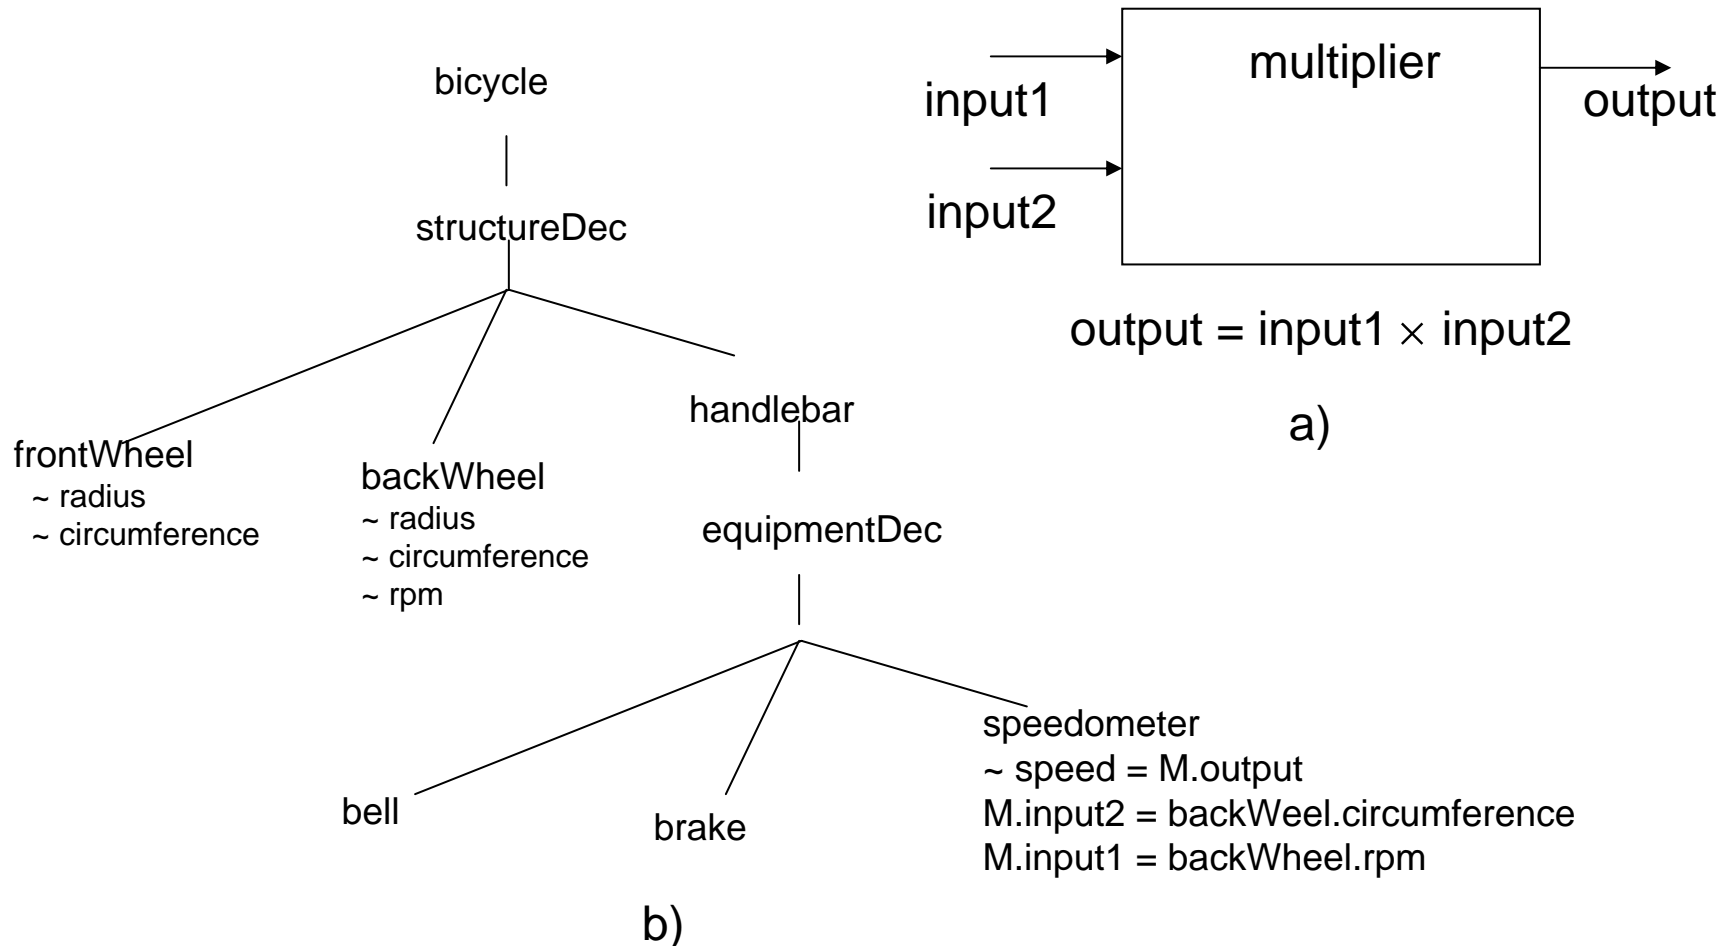 bicycle
structureDec
frontWheel
~ radius
~ circumference
backWheel
~ radius
~ circumference
~ rpm
handlebar
equipmentDec
bell
brake
speedometer
~ speed = M.output
M.input2 = backWeel.circumference
M.input1 = backWheel.rpm
b)
multiplier
input1
input2
output
output = input1 × input2
a)